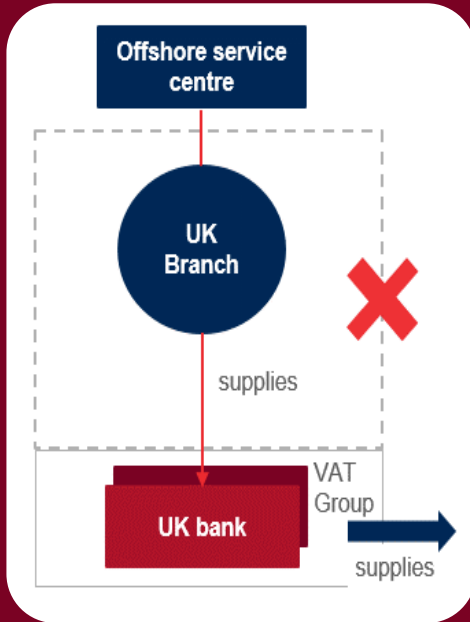 Offshore service
centre
UK
Branch
supplies
VAT
Group
UK bank
supplies